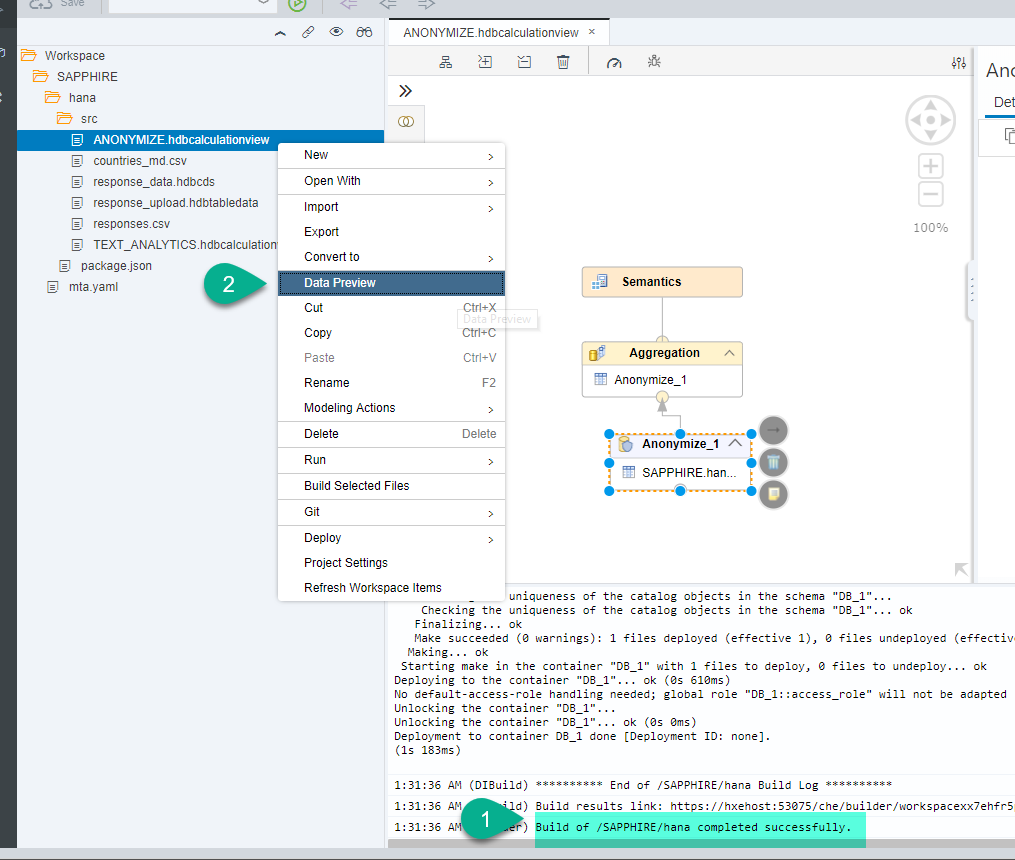 Save
ANONYMIZE.hdbcalculationview ×
Workspace
SAPPHIRE
hana
src
ANONYMIZE.hdbcalculationview
countries_md.csv
response_data.hdbcds
response_upload.hdbtabledata
responses.csv
TEXT_ANALYTICS.hdbcalculation
package.json
mta.yaml
2
New
Open With
Import
Export
Convert to
Data Preview
Cut Ctrl+X
Data Preview
Copy Ctrl+C
Paste Ctrl+V
Rename F2
Modeling Actions
Delete Delete
Run
Build Selected Files
Git
Deploy
Project Settings
Refresh Workspace Items
Ano
Det
100%
Semantics
Aggregation
Anonymize_1
Anonymize_1
SAPPHIRE.han...
uniqueness of the catalog objects in the schema "DB_1"...
Checking the uniqueness of the catalog objects in the schema "DB_1"... ok
Finalizing... ok
Make succeeded (0 warnings): 1 files deployed (effective 1), 0 files undeployed (effectiv
Making... ok
Starting make in the container "DB_1" with 1 files to deploy, 0 files to undeploy... ok
Deploying to the container "DB_1"... ok (0s 610ms)
No default-access-role handling needed; global role "DB_1::access_role" will not be adapted
Unlocking the container "DB_1"...
Unlocking the container "DB_1"... ok (0s 0ms)
Deployment to container DB_1 done [Deployment ID: none].
(1s 183ms)
1:31:36 AM (DIBuild) ********** End of /SAPPHIRE/hana Build Log **********
1:31:36 AM ild) Build results link: https://hxehost:53075/che/builder/workspacexx7ehfr5
1:31:36 AM er) Build of /SAPPHIRE/hana completed successfully.
1